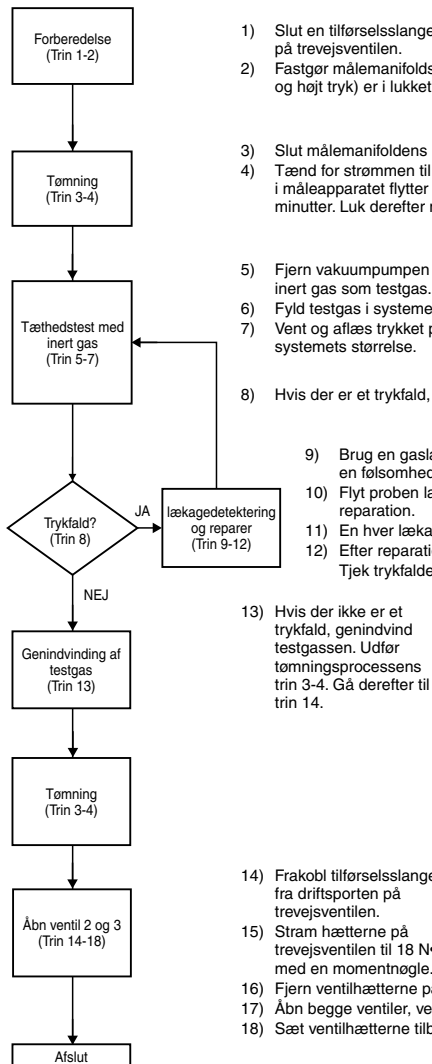 Forberedelse
(Trin 1-2)
1) Slut en tilførselsslange
på trevejsventilen.
2) Fastgør målemanifolds
og højt tryk) er i lukket
Tømning
(Trin 3-4)
3) Slut målemanifoldens
4) Tænd for strømmen til
i måleapparatet flytter
minutter. Luk derefter
Tæthedstest med
inert gas
(Trin 5-7)
5) Fjern vakuumpumpen
inert gas som testgas.
6) Fyld testgas i systeme
7) Vent og aflæs trykket
systemets størrelse.
8) Hvis der er et trykfald,
Trykfald?
(Trin 8)
JA
NEJ
lækagedetektering
og reparer
(Trin 9-12)
9) Brug en gaslæ
en følsomhed
10) Flyt proben la
reparation.
11) En hver læka
12) Efter reparatio
Tjek trykfalde
Genindvinding af
testgas
(Trin 13)
13) Hvis der ikke er et
trykfald, genindvind
testgassen. Udfør
tømningsprocessens
trin 3-4. Gå derefter til
trin 14.
Tømning
(Trin 3-4)
Åbn ventil 2 og 3
(Trin 14-18)
14) Frakobl tilførselsslange
fra driftsporten på
trevejsventilen.
15) Stram hætterne på
trevejsventilen til 18 N•
med en momentnøgle.
16) Fjern ventilhætterne på
17) Åbn begge ventiler, ve
18) Sæt ventilhætterne tilb
Afslut